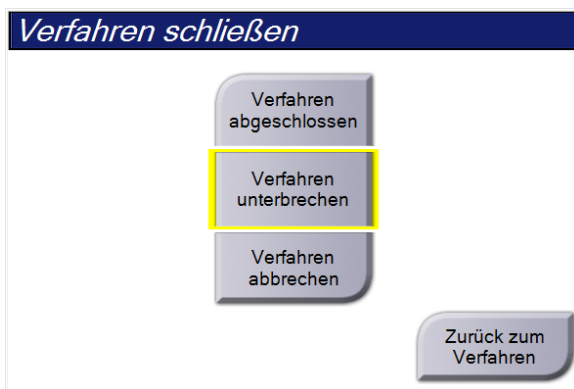 Verfahren schließen
Verfahren
abgeschlossen
Verfahren
unterbrechen
Verfahren
abbrechen
Zurück zum
Verfahren